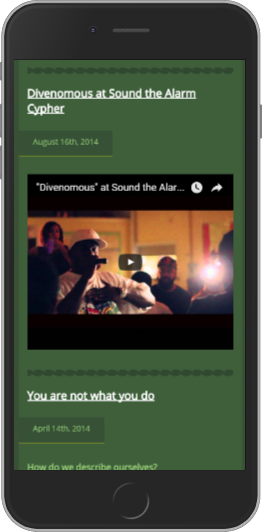 Divenomous at Sound the Alarm
Cypher
August 16th, 2014
"Divenomous" at Sound the Alar...
You are not what you do
April 14th, 2014
How do we describe ourselves?